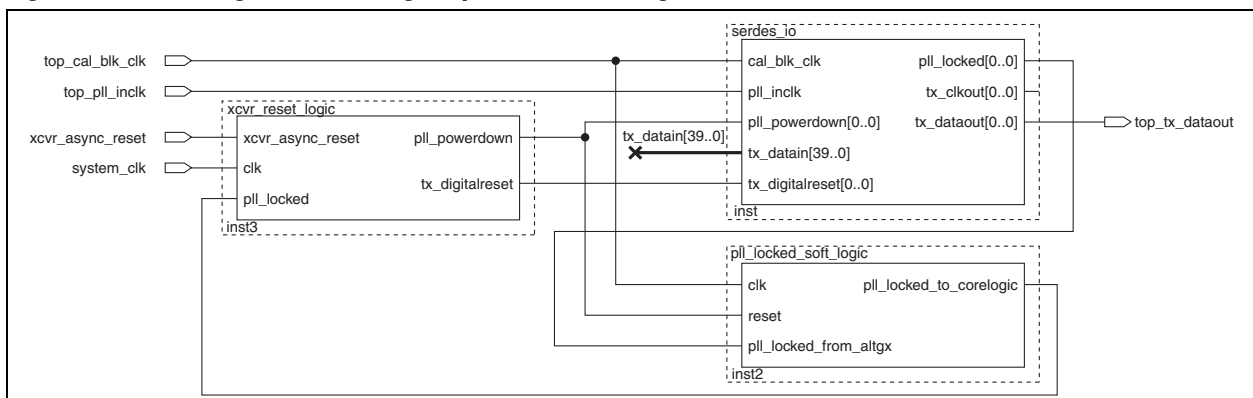 serdes_io
top_cal_blk_clk
cal_blk_clk
pll_locked[0..0]
top_pll_inclk
pll_inclk
tx_clkout[0..0]
xcvr_reset_logic
pll_powerdown[0..0]
tx_dataout[0..0]
top_tx_dataout
xcvr_async_reset
xcvr_async_reset
pll_powerdown
tx_datain[39..0]
tx_datain[39..0]
system_clk
clk
tx_digitalreset
tx_digitalreset[0..0]
pll_locked
inst
inst3
pll_locked_soft_logic
clk
pll_locked_to_corelogic
reset
pll_locked_from_altgx
inst2